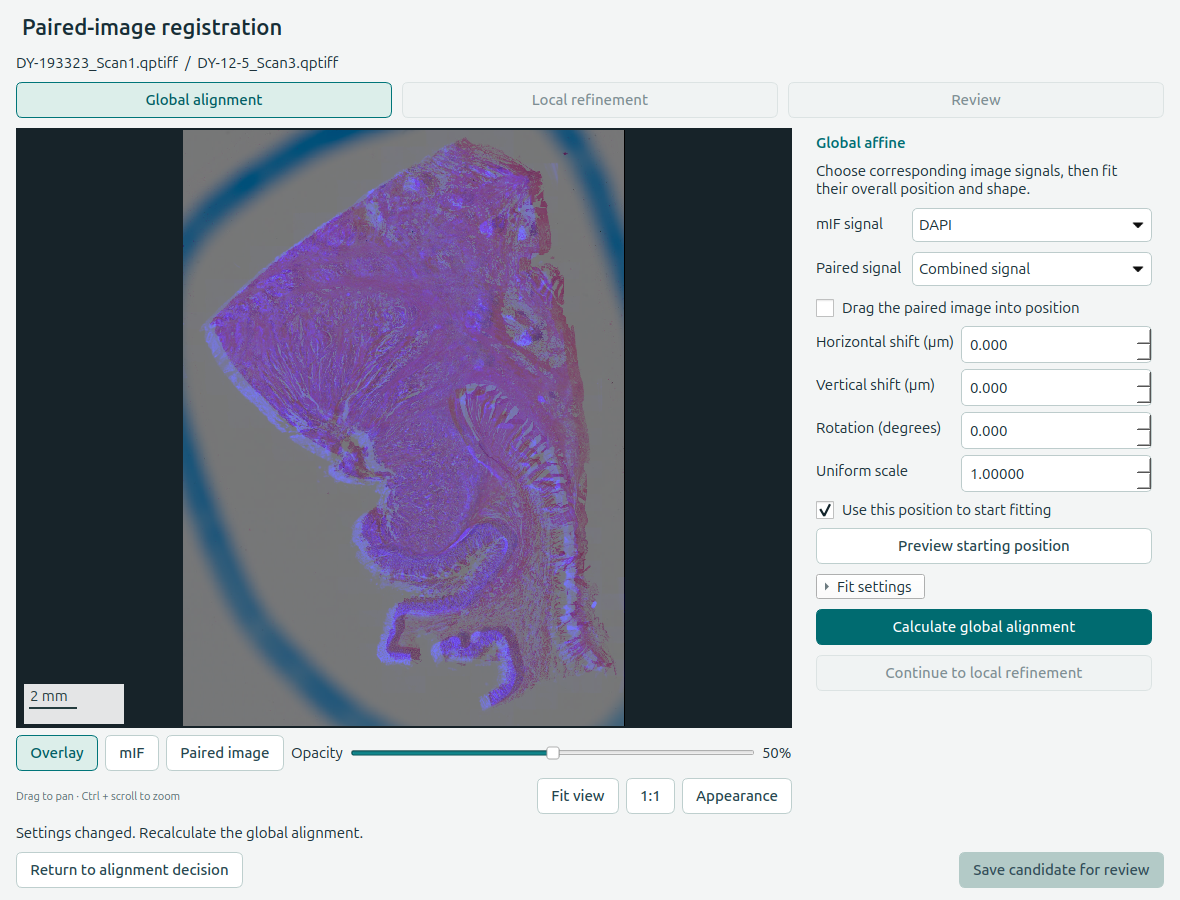 Paired-image registration
DY-193323_Scan1.qptiff / DY-12-5_Scan3.qptiff
Global alignment
Local refinement
Review
Global affine
Choose corresponding image signals, then fit
their overall position and shape.
mIF signal
DAPI
Paired signal
Combined signal
Drag the paired image into position
Horizontal shift (µm)
0.000
Vertical shift (µm)
0.000
Rotation (degrees)
0.000
Uniform scale
1.00000
Use this position to start fitting
Preview starting position
Fit settings
Calculate global alignment
Continue to local refinement
2 mm
Overlay
mIF
Paired image
Opacity
50%
Drag to pan · Ctrl + scroll to zoom
Fit view
1:1
Appearance
Settings changed. Recalculate the global alignment.
Return to alignment decision
Save candidate for review